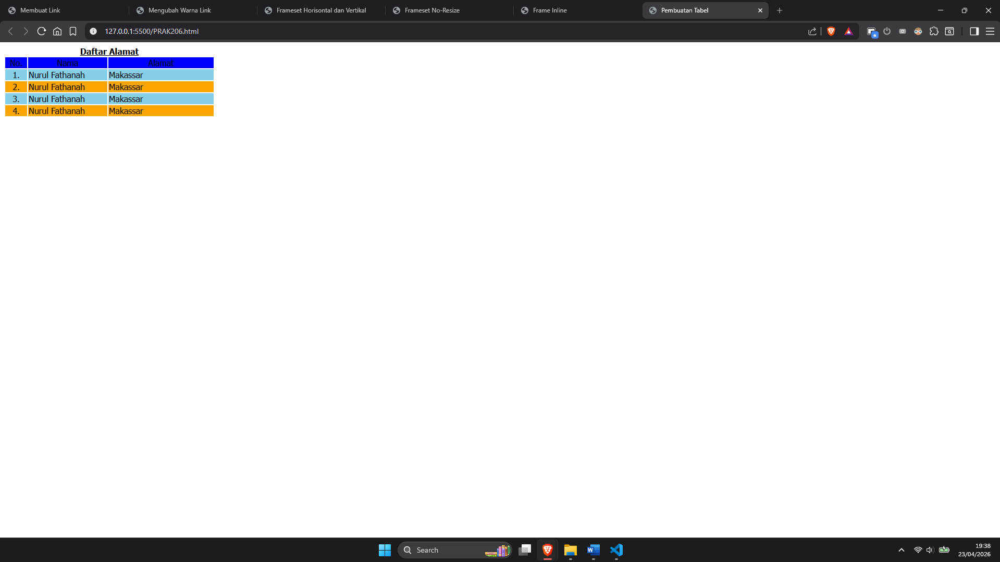 Membuat Link Mengubah Warna Link Frameset Horisontal dan Vertikal Frameset No-Resize Frame Inline Pembuatan Tabel
127.0.0.1:5500/PRAK206.html
Daftar Alamat
No. Nama Alamat
1. Nurul Fathanah Makassar
2. Nurul Fathanah Makassar
3. Nurul Fathanah Makassar
4. Nurul Fathanah Makassar
Search
19:38
23/04/2026